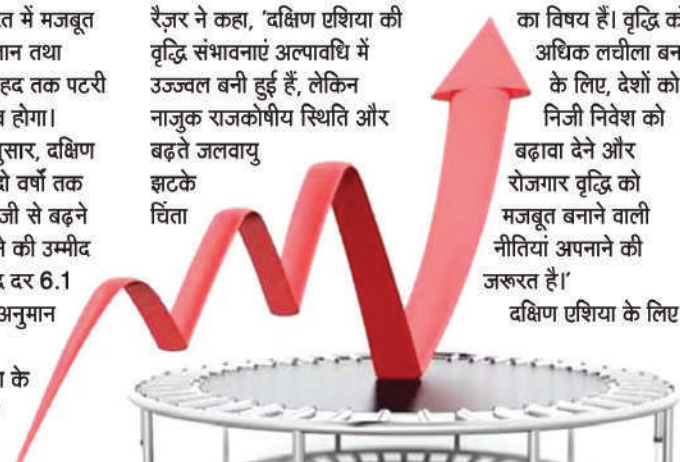 त में मजबूत
ान तथा
हद तक पटरी
होगा।
ुसार, दक्षिण
दो वर्षों तक
जी से बढ़ने
ने की उम्मीद
दर 6.1
अनुमान
ा के
रैज़र ने कहा, ‘दक्षिण एशिया की
वृद्धि संभावनाएं अल्पावधि में
उज्ज्वल बनी हुई हैं, लेकिन
नाजुक राजकोषीय स्थिति और
बढ़ते जलवायु
झटके
चिंता
का विषय हैं। वृद्धि को
अधिक लचीला बन
के लिए, देशों को
निजी निवेश को
बढ़ावा देने और
रोजगार वृद्धि को
मजबूत बनाने वाली
नीतियां अपनाने की
जरूरत है।’
दक्षिण एशिया के लिए